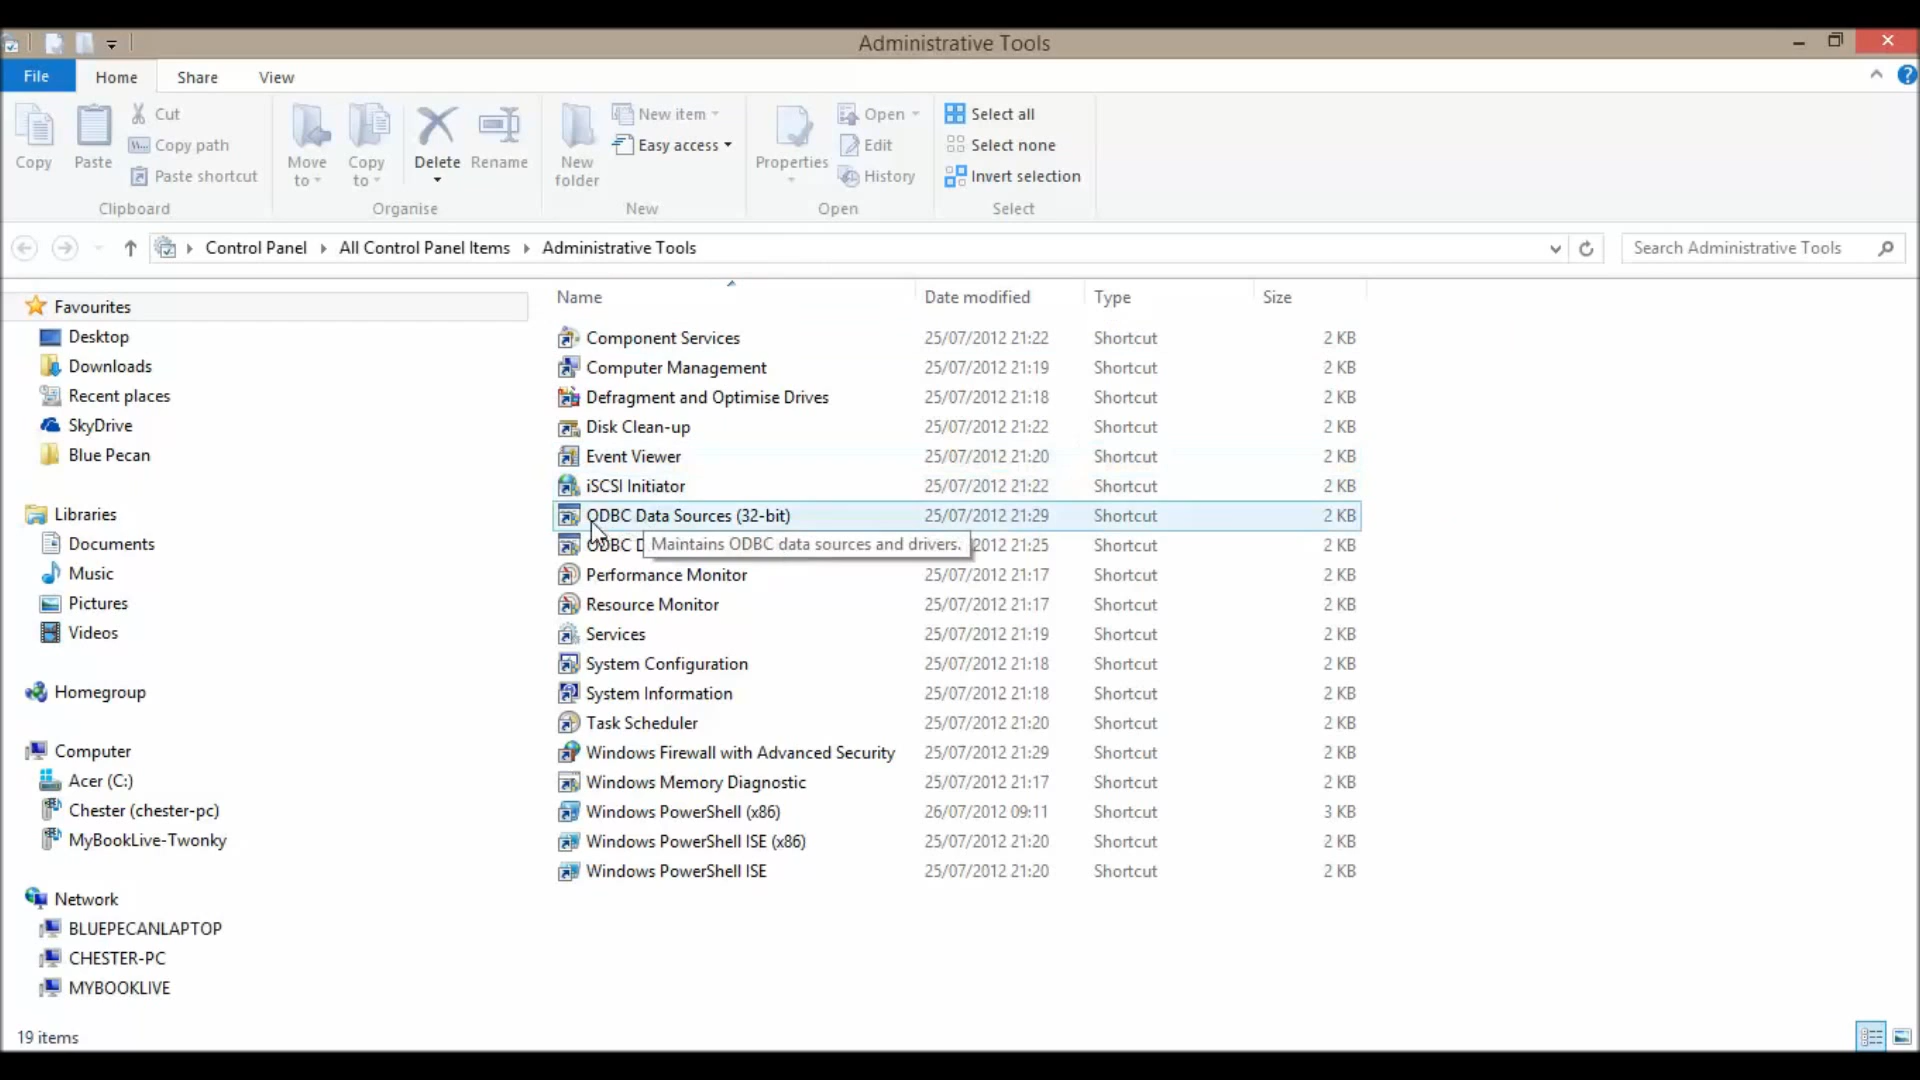 Administrative Tools
File Home Share View
Copy
Paste
Cut
Copy path
Paste shortcut
Clipboard
Move to
Copy to
Delete
Rename
Organise
New folder
New item
Easy access
New
Properties
Open
Edit
History
Open
Select all
Select none
Invert selection
Select
Control Panel All Control Panel Items Administrative Tools
Search Administrative Tools
Favourites
Desktop
Downloads
Recent places
SkyDrive
Blue Pecan
Libraries
Documents
Music
Pictures
Videos
Homegroup
Computer
Acer (C:)
Chester (chester-pc)
MyBookLive-Twonky
Network
BLUEPECANLAPTOP
CHESTER-PC
MYBOOKLIVE
Name Date modified Type Size
Component Services 25/07/2012 21:22 Shortcut 2 KB
Computer Management 25/07/2012 21:19 Shortcut 2 KB
Defragment and Optimise Drives 25/07/2012 21:18 Shortcut 2 KB
Disk Clean-up 25/07/2012 21:22 Shortcut 2 KB
Event Viewer 25/07/2012 21:20 Shortcut 2 KB
iSCSI Initiator 25/07/2012 21:22 Shortcut 2 KB
ODBC Data Sources (32-bit) 25/07/2012 21:29 Shortcut 2 KB
ODBC D 2012 21:25 Shortcut 2 KB
Maintains ODBC data sources and drivers.
Performance Monitor 25/07/2012 21:17 Shortcut 2 KB
Resource Monitor 25/07/2012 21:17 Shortcut 2 KB
Services 25/07/2012 21:19 Shortcut 2 KB
System Configuration 25/07/2012 21:18 Shortcut 2 KB
System Information 25/07/2012 21:18 Shortcut 2 KB
Task Scheduler 25/07/2012 21:20 Shortcut 2 KB
Windows Firewall with Advanced Security 25/07/2012 21:29 Shortcut 2 KB
Windows Memory Diagnostic 25/07/2012 21:17 Shortcut 2 KB
Windows PowerShell (x86) 26/07/2012 09:11 Shortcut 3 KB
Windows PowerShell ISE (x86) 25/07/2012 21:20 Shortcut 2 KB
Windows PowerShell ISE 25/07/2012 21:20 Shortcut 2 KB
19 items